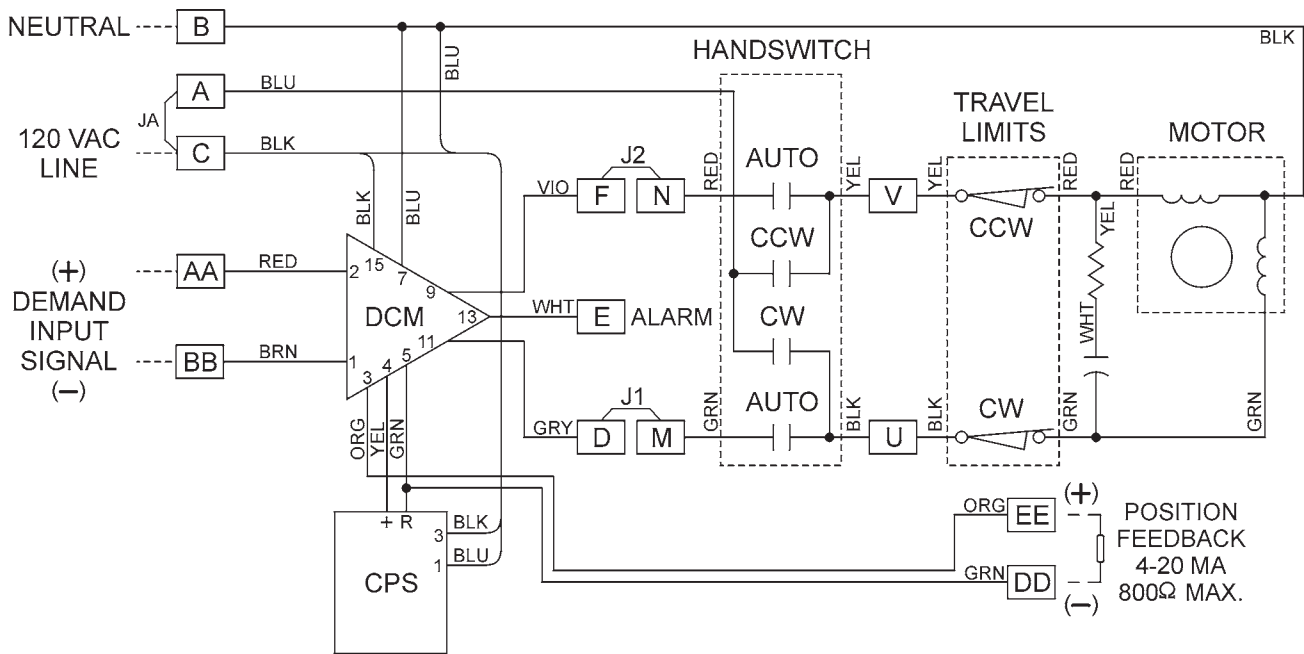 NEUTRAL
B
BLK
BLU
HANDSWITCH
A
BLU
JA
120 VAC
LINE
C
BLK
TRAVEL
LIMITS
MOTOR
J2
AUTO
VIO
F
N
RED
YEL
V
YEL
RED
RED
BLK
BLU
CCW
CCW
YEL
(+)
DEMAND
INPUT
SIGNAL
(−)
AA
RED
2
15
7
9
DCM
13
WHT
E
ALARM
CW
11
BB
BRN
1
3
4
5
WHT
J1
AUTO
GRY
D
M
GRN
BLK
U
BLK
CW
GRN
GRN
ORG
YEL
GRN
+
R
3
BLK
1
BLU
CPS
ORG
EE
(+)
GRN
DD
(−)
POSITION
FEEDBACK
4-20 MA
800Ω MAX.